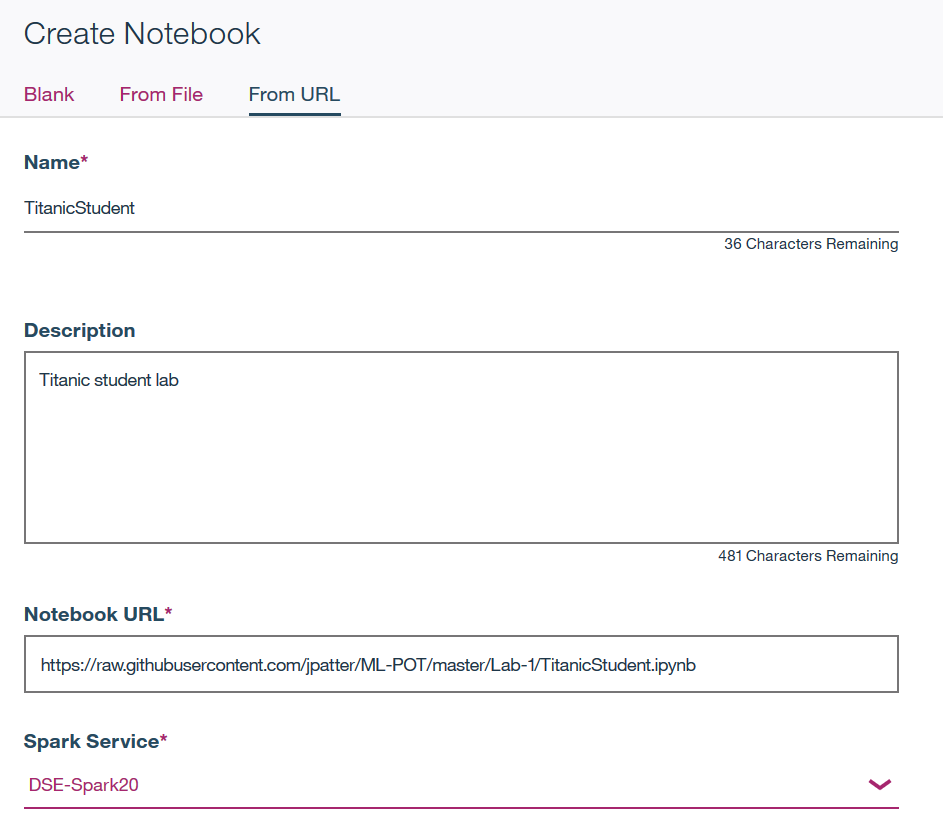 Create Notebook
Blank From File From URL
Name*
TitanicStudent
36 Characters Remaining
Description
Titanic student lab
481 Characters Remaining
Notebook URL*
https://raw.githubusercontent.com/jpatter/ML-POT/master/Lab-1/TitanicStudent.ipynb
Spark Service*
DSE-Spark20